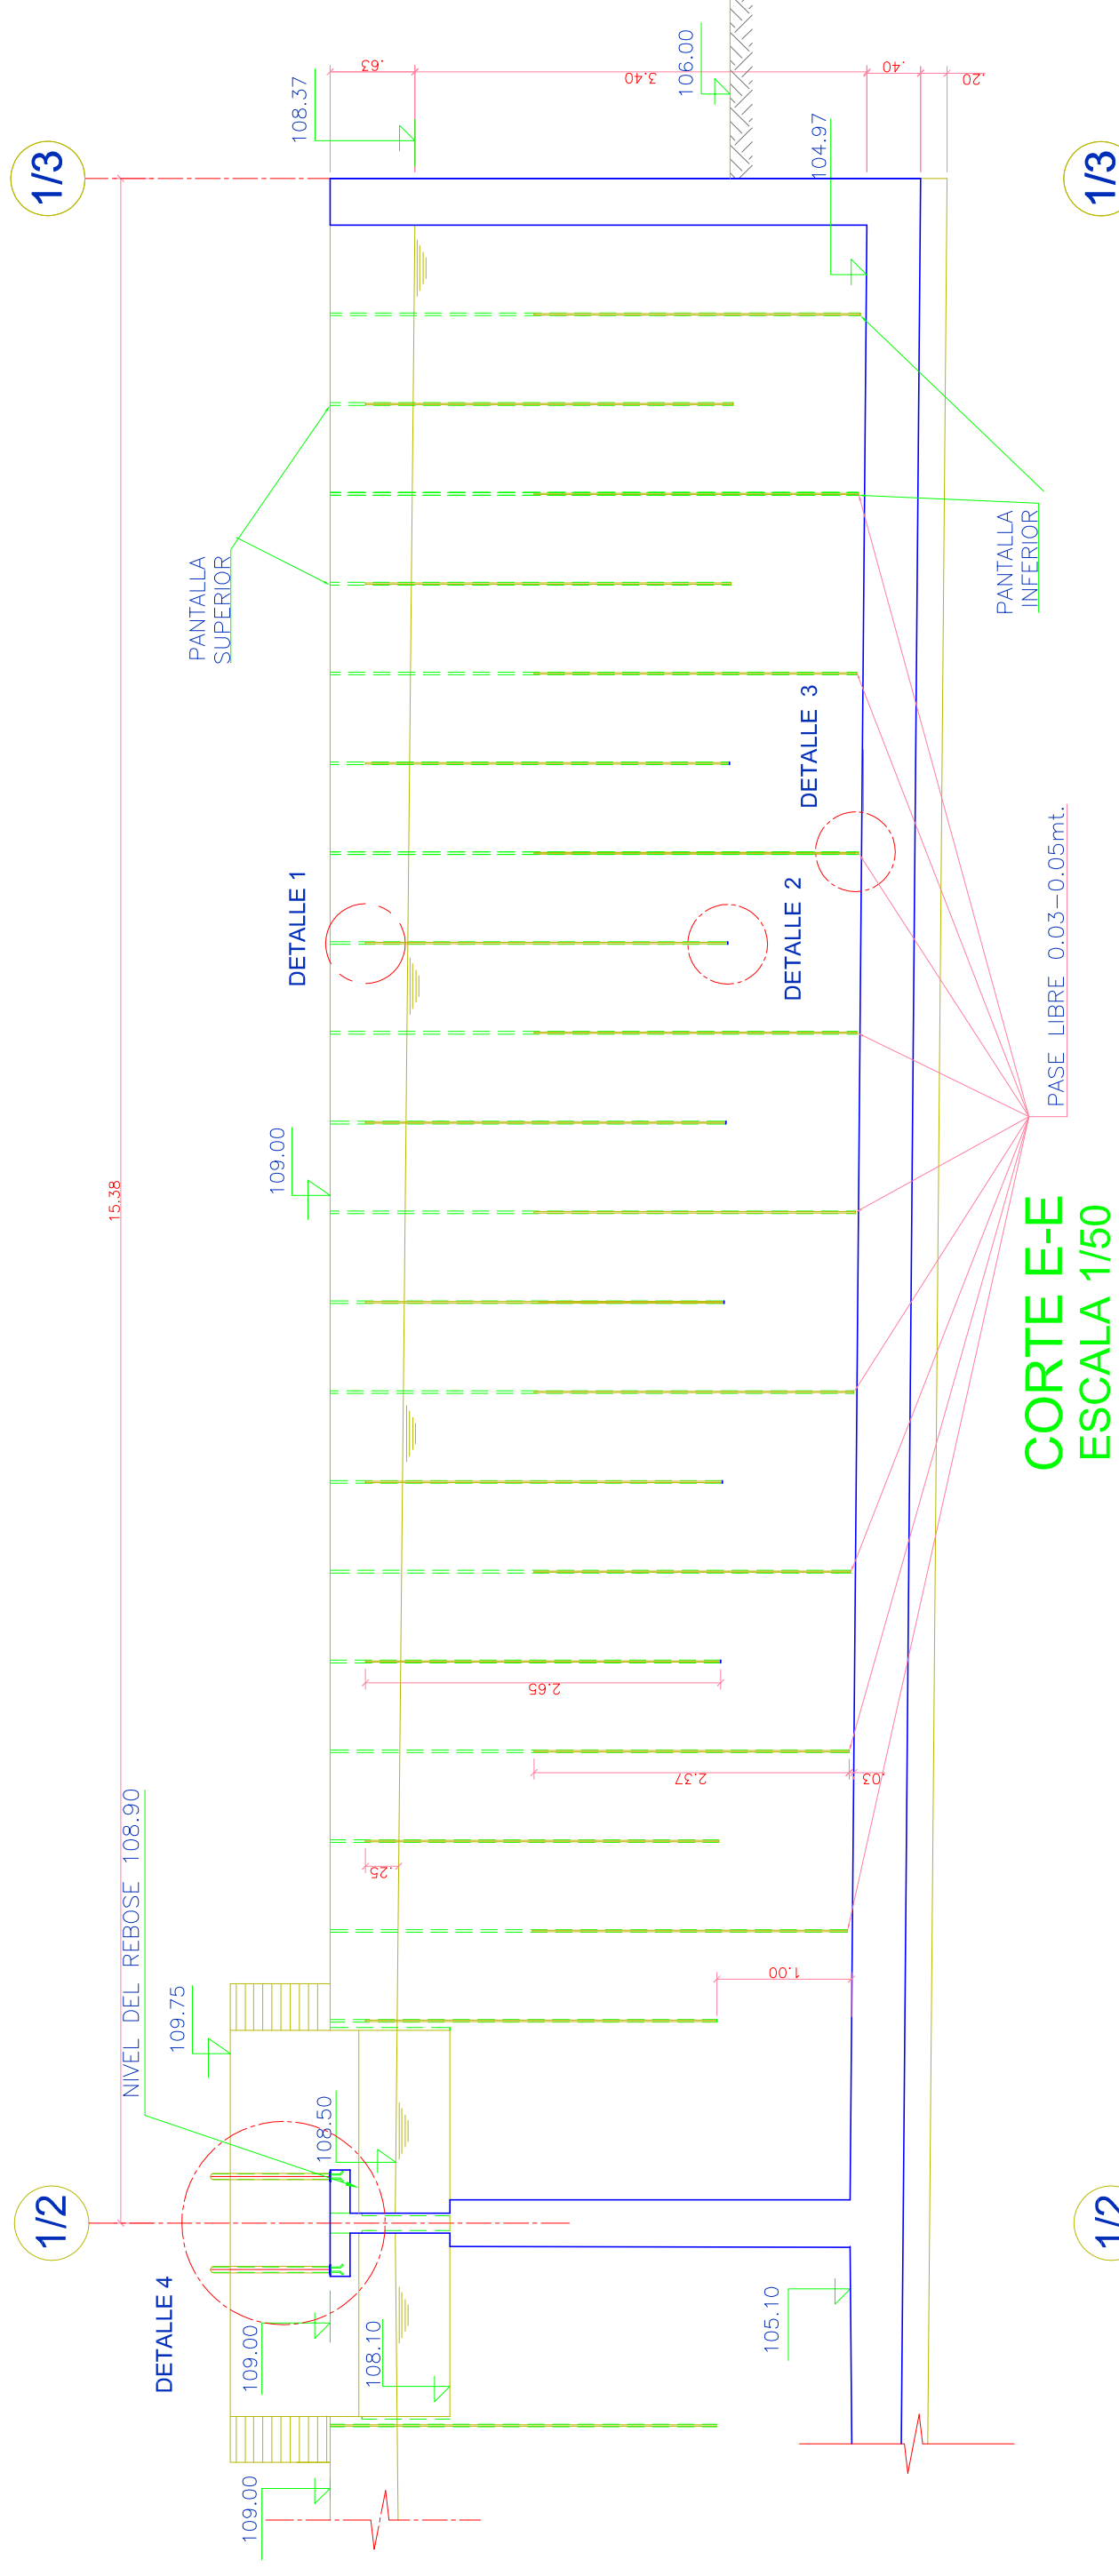 1/2
1/3
15.38
NIVEL DEL REBOSE 108.90
109.75
DETALLE 4
109.00
109.00
108.50
108.10
109.00
PANTALLA
SUPERIOR
DETALLE 1
108.37
.63
3.40
106.00
.40
.20
104.97
.25
2.65
2.37
.03
1.00
DETALLE 2
DETALLE 3
105.10
PANTALLA
INFERIOR
PASE LIBRE 0.03-0.05mt.
CORTE E-E
ESCALA 1/50
1/2
1/3